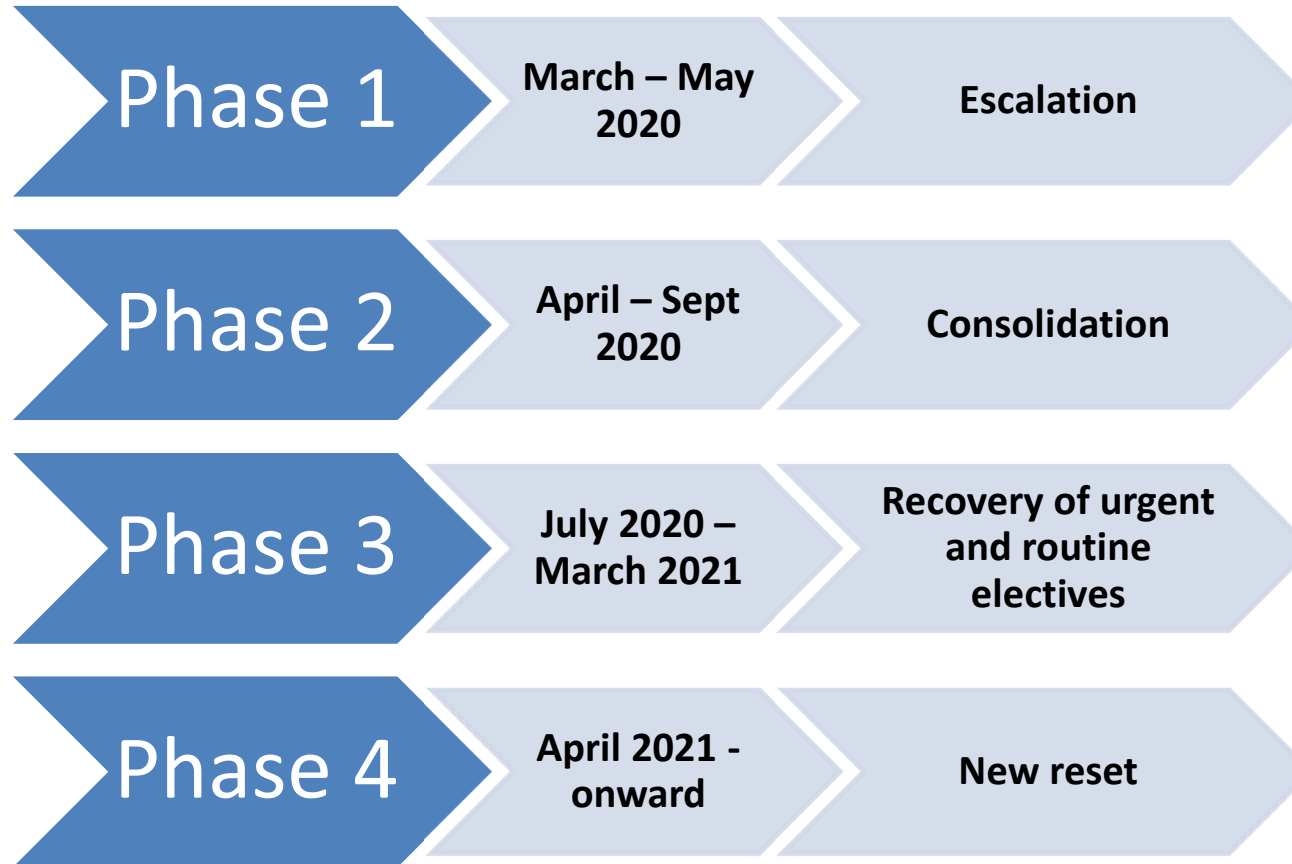 Phase 1
March – May
2020
Escalation
Phase 2
April – Sept
2020
Consolidation
Phase 3
July 2020 –
March 2021
Recovery of urgent
and routine
electives
Phase 4
April 2021 -
onward
New reset